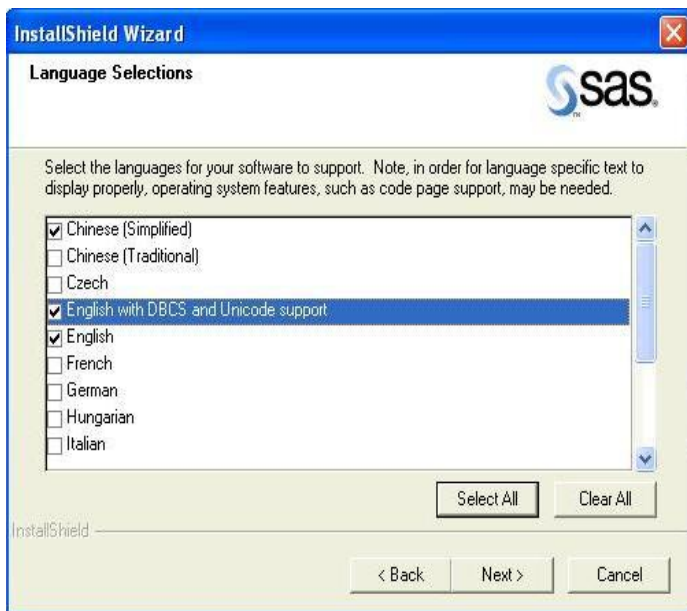 InstallShield Wizard
Language Selections
sas.
TM
Select the languages for your software to support. Note, in order for language specific text to
display properly, operating system features, such as code page support, may be needed.
Chinese (Simplified)
Chinese (Traditional)
Czech
English with DBCS and Unicode support
English
French
German
Hungarian
Italian
Select All Clear All
InstallShield
< Back Next > Cancel